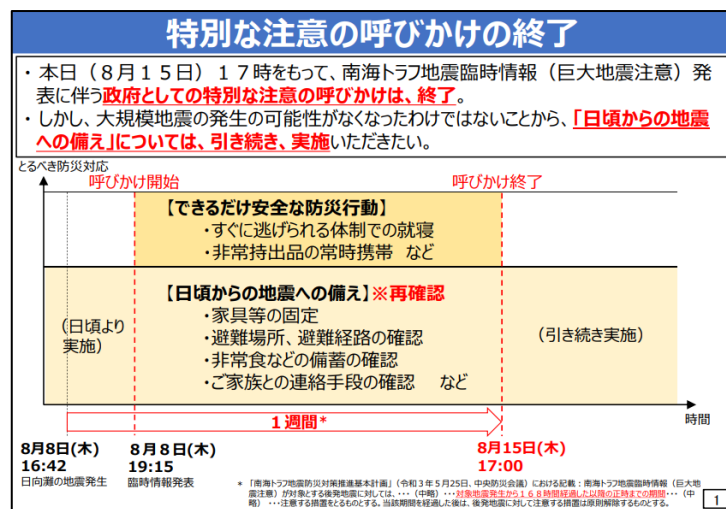 特別な注意の呼びかけの終了
・本日（８月１５日）１７時をもって、南海トラフ地震臨時情報（巨大地震注意）発
表に伴う政府としての特別な注意の呼びかけは、終了。
・しかし、大規模地震の発生の可能性がなくなったわけではないことから、「日頃からの地震
への備え」については、引き続き、実施いただきたい。
とるべき防災対応
呼びかけ開始
呼びかけ終了
【できるだけ安全な防災行動】
・すぐに逃げられる体制での就寝
・非常持出品の常時携帯 など
【日頃からの地震への備え】※再確認
・家具等の固定
・避難場所、避難経路の確認
・非常食などの備蓄の確認
・ご家族との連絡手段の確認 など
（日頃より
実施）
（引き続き実施）
１週間*
時間
8月8日(木)
16:42
日向灘の地震発生
８月８日(木)
19:15
臨時情報発表
8月15日(木)
17:00
* 「南海トラフ地震防災対策推進基本計画」（令和３年５月25日、中央防災会議）における記載：南海トラフ地震臨時情報（巨大地
震注意）が対象とする後発地震に対しては、・・・（中略）・・・対象地震発生から１６８時間経過した以降の正時までの期間・・・（中
略）・・・注意する措置をとるものとする。当該期間を経過した後は、後発地震に対して注意する措置は原則解除するものとする。
1